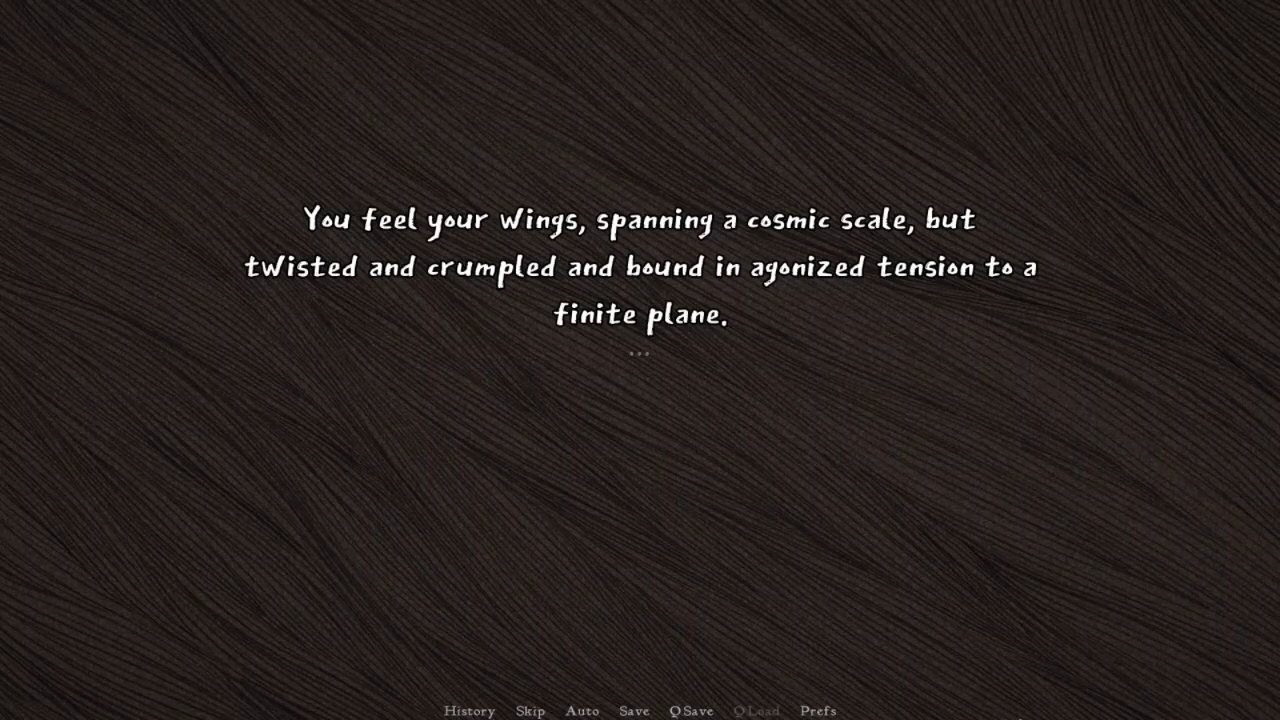 You feel your wings, spanning a cosmic scale, but
twisted and crumpled and bound in agonized tension to a
finite plane.
...
History Skip Auto Save Q.Save Q.Load Prefs